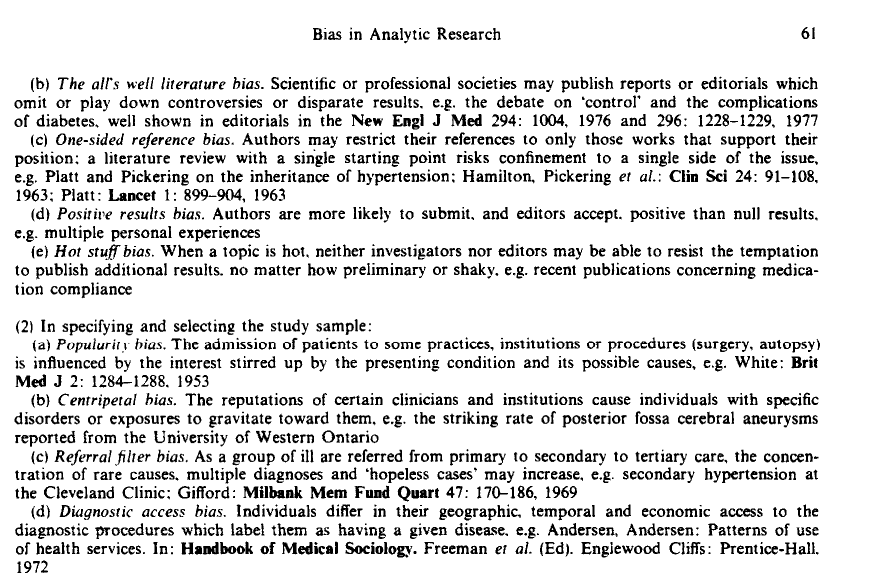 Bias in Analytic Research 61
(b) The all's well literature bias. Scientific or professional societies may publish reports or editorials which
omit or play down controversies or disparate results, e.g. the debate on 'control' and the complications
of diabetes, well shown in editorials in the New Engl J Med 294: 1004, 1976 and 296: 1228–1229, 1977
(c) One-sided reference bias. Authors may restrict their references to only those works that support their
position: a literature review with a single starting point risks confinement to a single side of the issue,
e.g. Platt and Pickering on the inheritance of hypertension; Hamilton, Pickering et al.: Clin Sci 24: 91–108,
1963; Platt: Lancet 1: 899–904, 1963
(d) Positive results bias. Authors are more likely to submit, and editors accept, positive than null results,
e.g. multiple personal experiences
(e) Hot stuff bias. When a topic is hot, neither investigators nor editors may be able to resist the temptation
to publish additional results, no matter how preliminary or shaky, e.g. recent publications concerning medica-
tion compliance
(2) In specifying and selecting the study sample:
(a) Popularity bias. The admission of patients to some practices, institutions or procedures (surgery, autopsy)
is influenced by the interest stirred up by the presenting condition and its possible causes, e.g. White: Brit
Med J 2: 1284–1288, 1953
(b) Centripetal bias. The reputations of certain clinicians and institutions cause individuals with specific
disorders or exposures to gravitate toward them, e.g. the striking rate of posterior fossa cerebral aneurysms
reported from the University of Western Ontario
(c) Referral filter bias. As a group of ill are referred from primary to secondary to tertiary care, the concen-
tration of rare causes, multiple diagnoses and 'hopeless cases' may increase, e.g. secondary hypertension at
the Cleveland Clinic; Gifford: Milbank Mem Fund Quart 47: 170–186, 1969
(d) Diagnostic access bias. Individuals differ in their geographic, temporal and economic access to the
diagnostic procedures which label them as having a given disease, e.g. Andersen, Andersen: Patterns of use
of health services. In: Handbook of Medical Sociology. Freeman et al. (Ed). Englewood Cliffs: Prentice-Hall.
1972